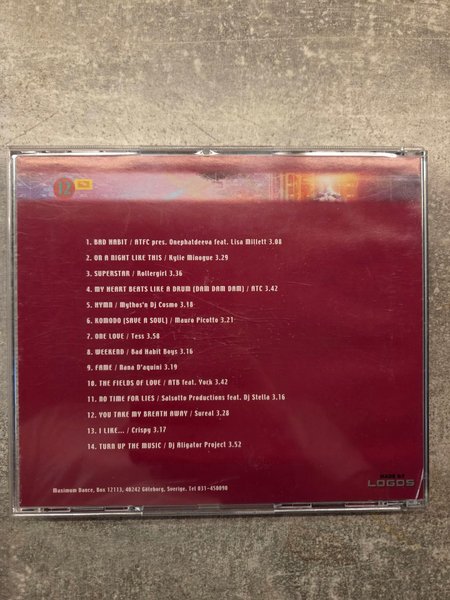 12
1. BAD HABIT / ATFC pres. Onephatdeeva feat. Lisa Millett 3.08
2. ON A NIGHT LIKE THIS / Kylie Minogue 3.29
3. SUPERSTAR / Rollergirl 3.36
4. MY HEART BEATS LIKE A DRUM (DAM DAM DAM) / ATC 3.42
5. HYMN / Mythos'n Dj Cosmo 3.18
6. KOMODO (SAVE A SOUL) / Mauro Picotto 3.21
7. ONE LOVE / Tess 3.58
8. WEEKEND / Bad Habit Boys 3.16
9. FAME / Nana D'aquini 3.19
10. THE FIELDS OF LOVE / ATB feat. York 3.42
11. NO TIME FOR LIES / Salsotto Productions feat. Dj Stella 3.16
12. YOU TAKE MY BREATH AWAY / Sureal 3.28
13. I LIKE... / Crispy 3.17
14. TURN UP THE MUSIC / Dj Aligator Project 3.52
Maximum Dance, Box 12113, 40242 Göteborg, Sverige. Tel 031-450090
MADE BY
LOGOS